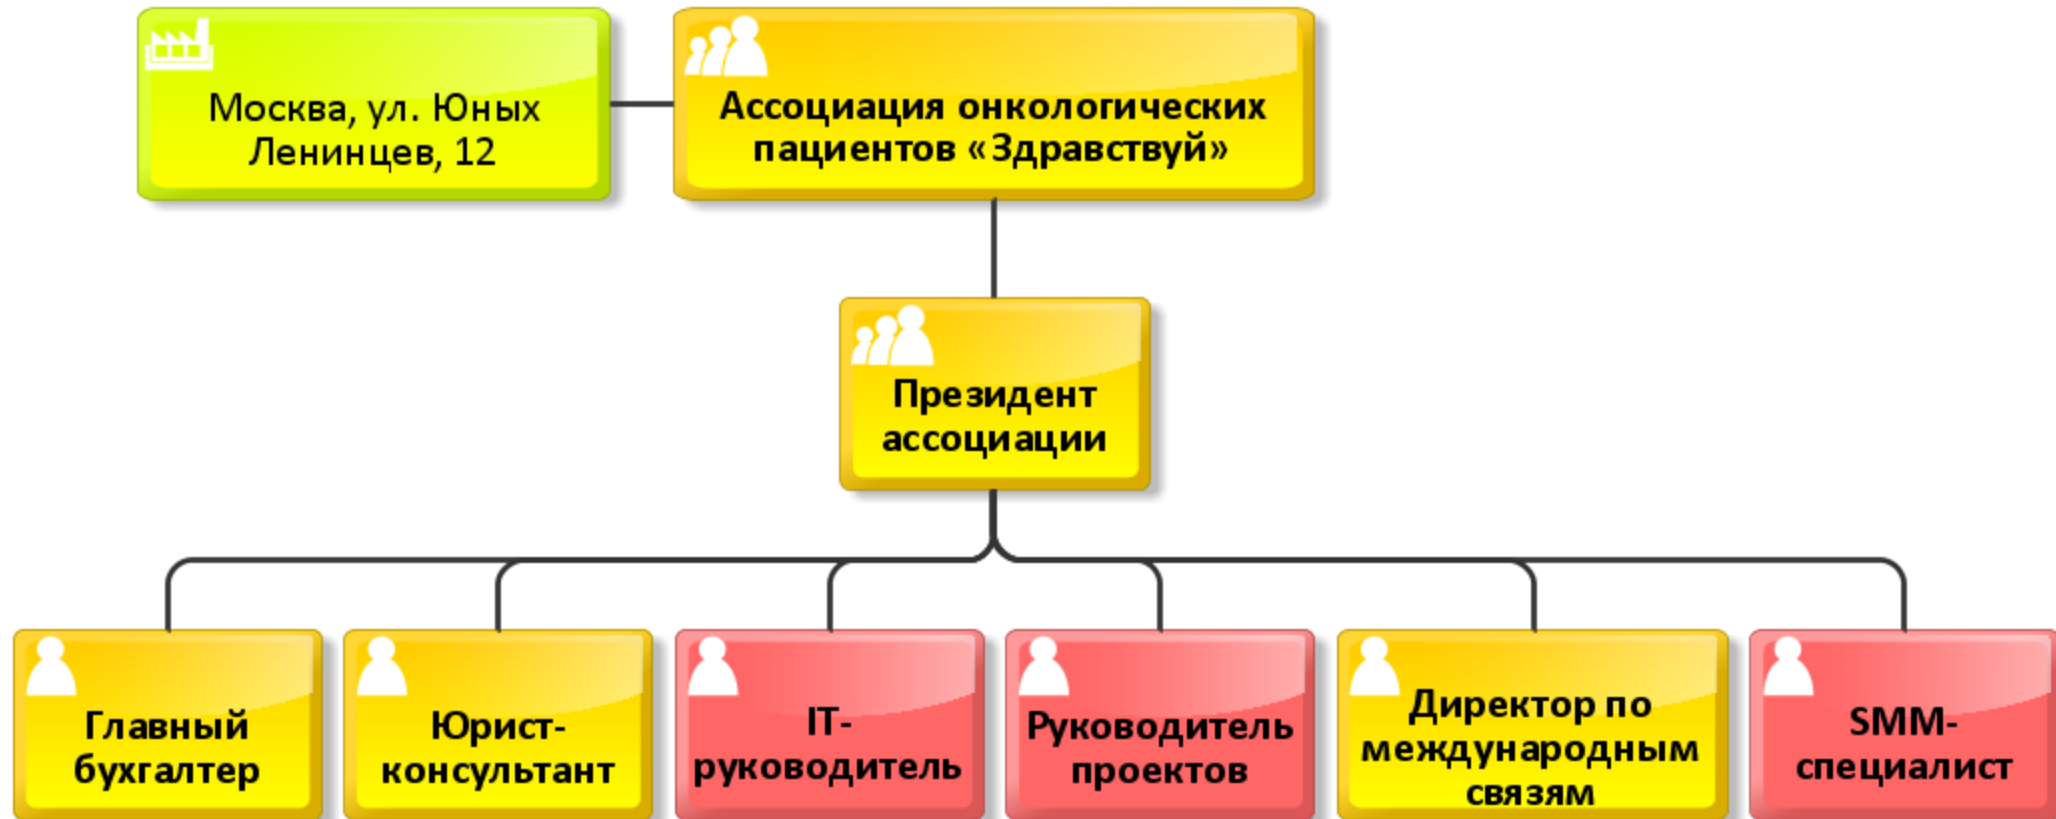 Москва, ул. Юных
Ленинцев, 12
Ассоциация онкологических
пациентов «Здравствуй»
Президент
ассоциации
Главный
бухгалтер
Юрист-
консультант
IT-
руководитель
Руководитель
проектов
Директор по
международным
связям
SMM-
специалист